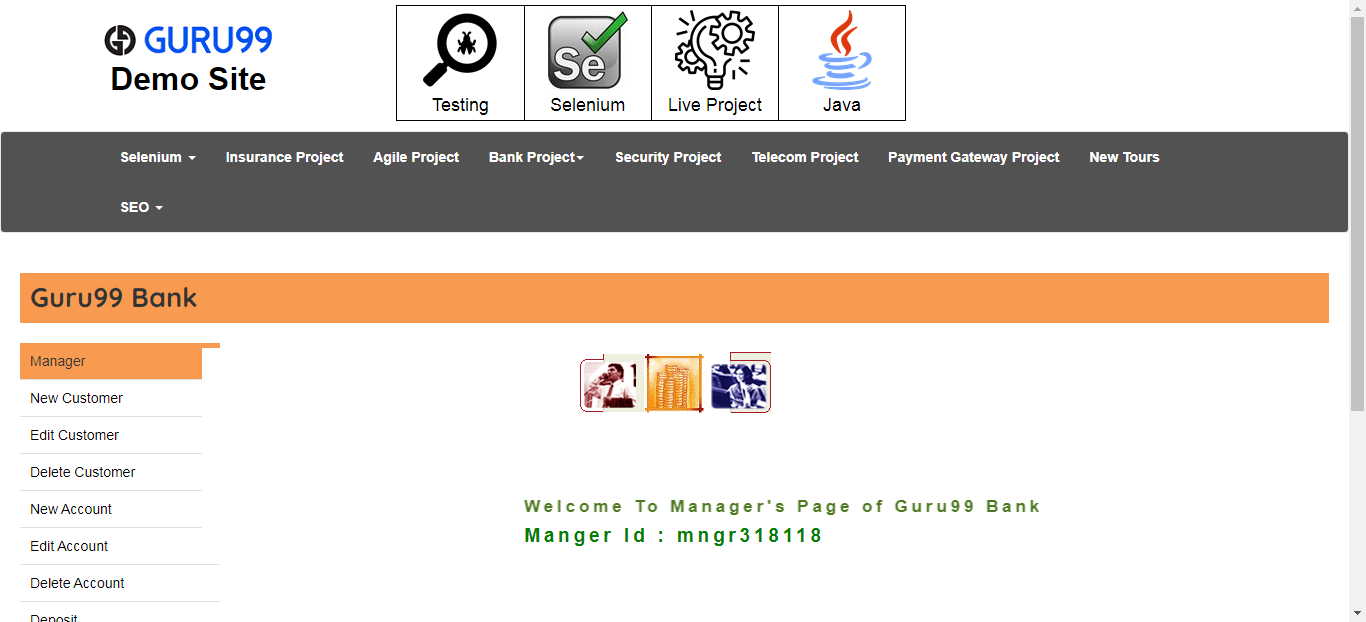 GURU99
Demo Site
Testing
Selenium
Live Project
Java
Selenium
Insurance Project
Agile Project
Bank Project
Security Project
Telecom Project
Payment Gateway Project
New Tours
SEO
Guru99 Bank
Manager
New Customer
Edit Customer
Delete Customer
New Account
Edit Account
Delete Account
Deposit
Welcome To Manager's Page of Guru99 Bank
Manger Id : mngr318118